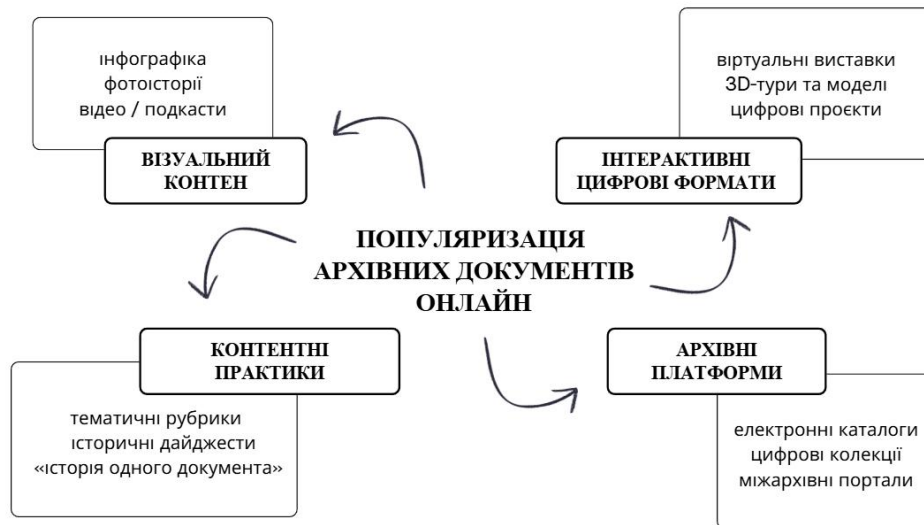 інфографіка
фотоісторії
відео / подкасти
ВІЗУАЛЬНИЙ
КОНТЕН
віртуальні виставки
3D-тури та моделі
цифрові проєкти
ІНТЕРАКТИВНІ
ЦИФРОВІ ФОРМАТИ
ПОПУЛЯРИЗАЦІЯ
АРХІВНИХ ДОКУМЕНТІВ
ОНЛАЙН
КОНТЕНТНІ
ПРАКТИКИ
тематичні рубрики
історичні дайджести
«історія одного документа»
АРХІВНІ
ПЛАТФОРМИ
електронні каталоги
цифрові колекції
міжархівні портали